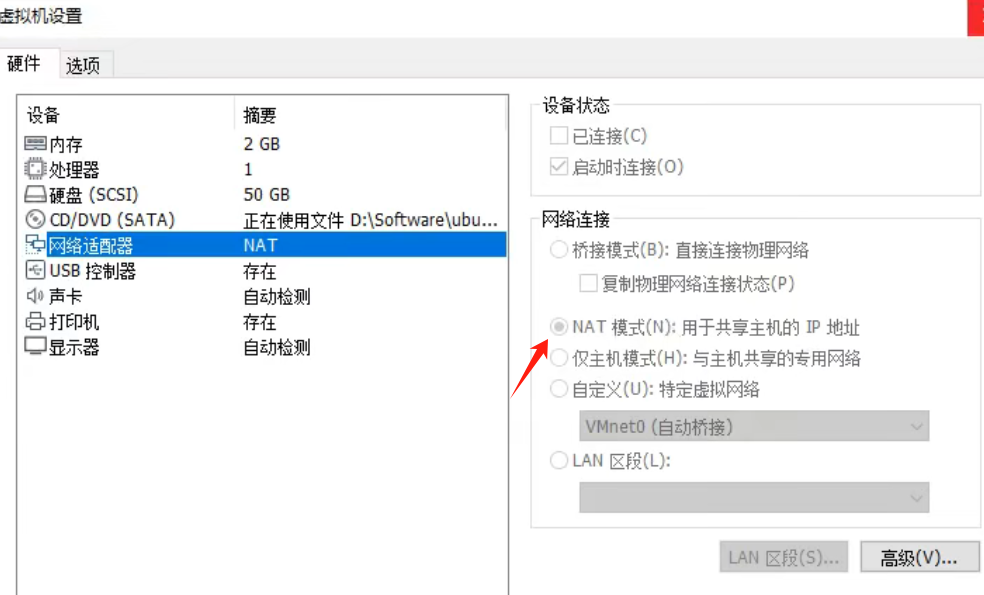 虚拟机设置
硬件 选项
设备 摘要
内存 2 GB
处理器 1
硬盘 (SCSI) 50 GB
CD/DVD (SATA) 正在使用文件 D:\Software\ubu...
网络适配器 NAT
USB 控制器 存在
声卡 自动检测
打印机 存在
显示器 自动检测
设备状态
已连接(C)
启动时连接(O)
网络连接
桥接模式(B): 直接连接物理网络
复制物理网络连接状态(P)
NAT 模式(N): 用于共享主机的 IP 地址
仅主机模式(H): 与主机共享的专用网络
自定义(U): 特定虚拟网络
VMnet0 (自动桥接)
LAN 区段(L):
LAN 区段(S)... 高级(V)...